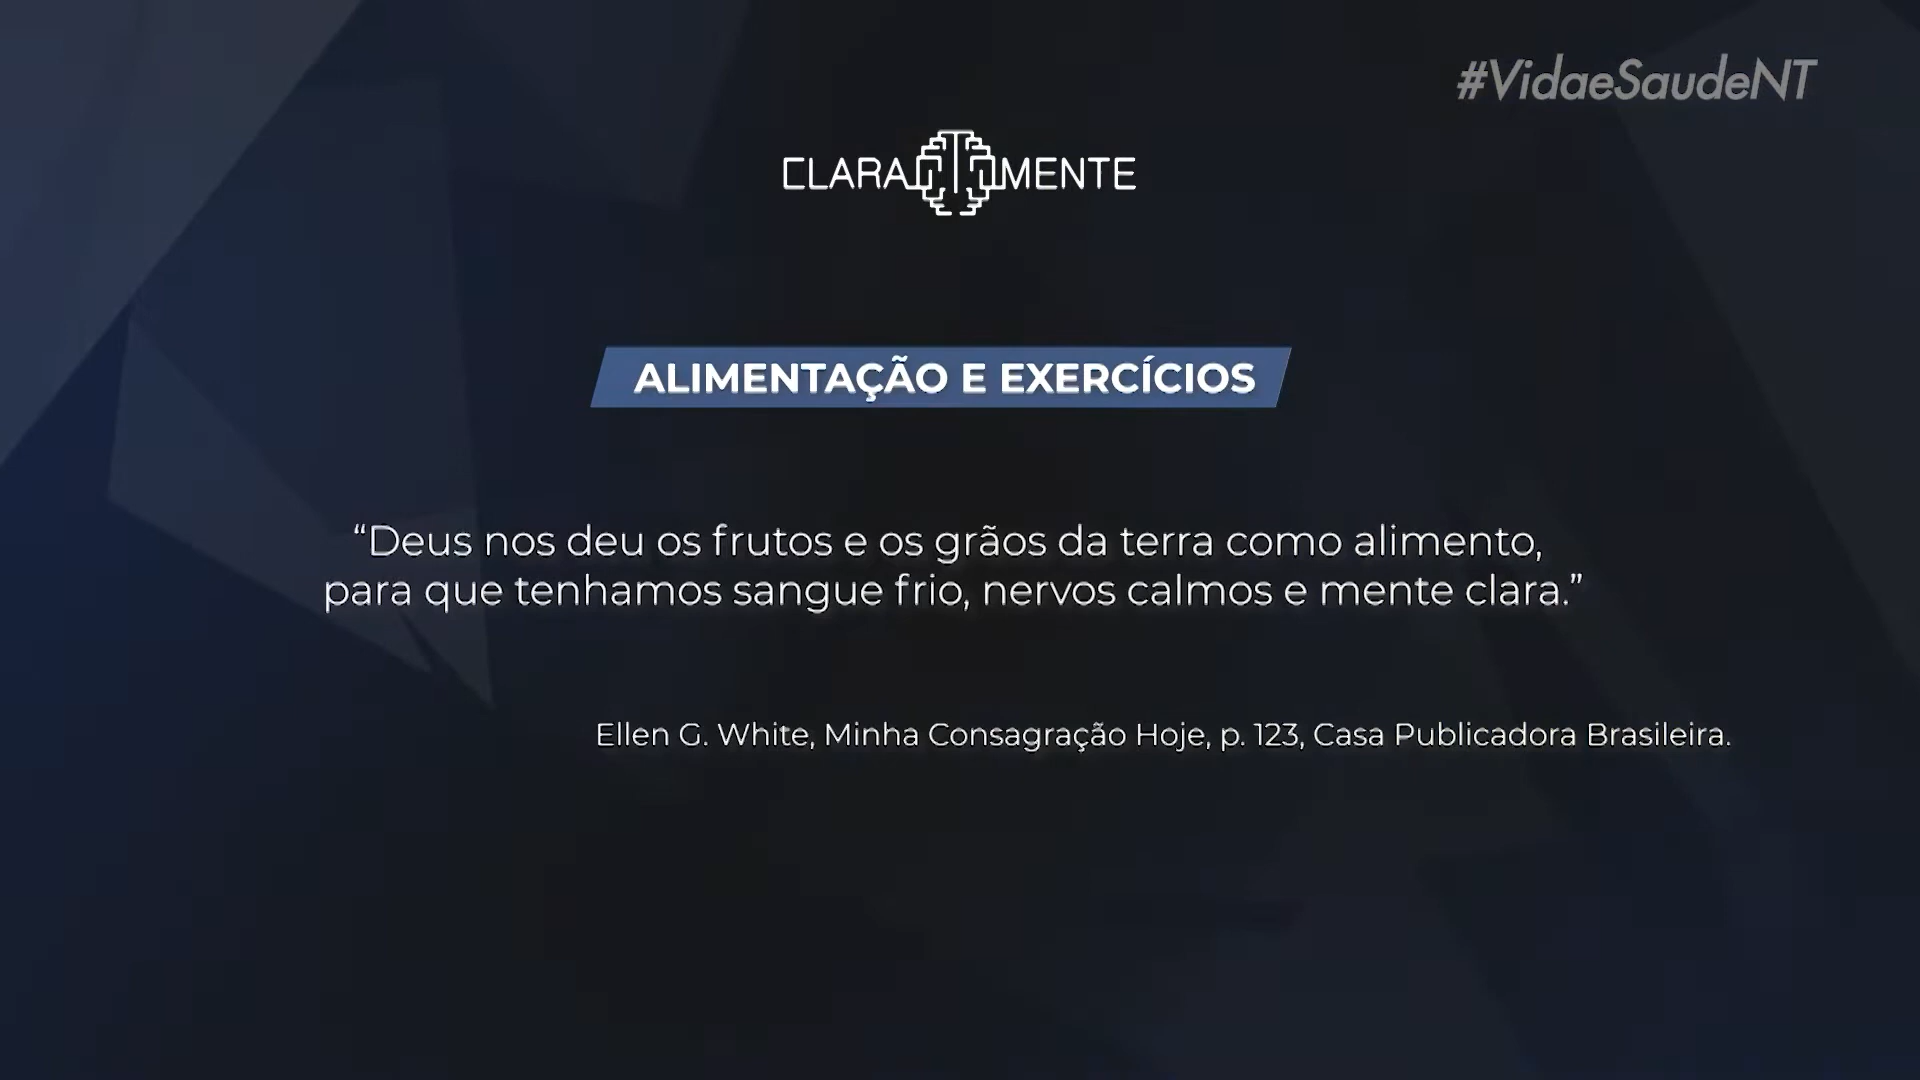 #VidaeSaudeNT
CLARAMENTE
ALIMENTAÇÃO E EXERCÍCIOS
“Deus nos deu os frutos e os grãos da terra como alimento,
para que tenhamos sangue frio, nervos calmos e mente clara.”
Ellen G. White, Minha Consagração Hoje, p. 123, Casa Publicadora Brasileira.